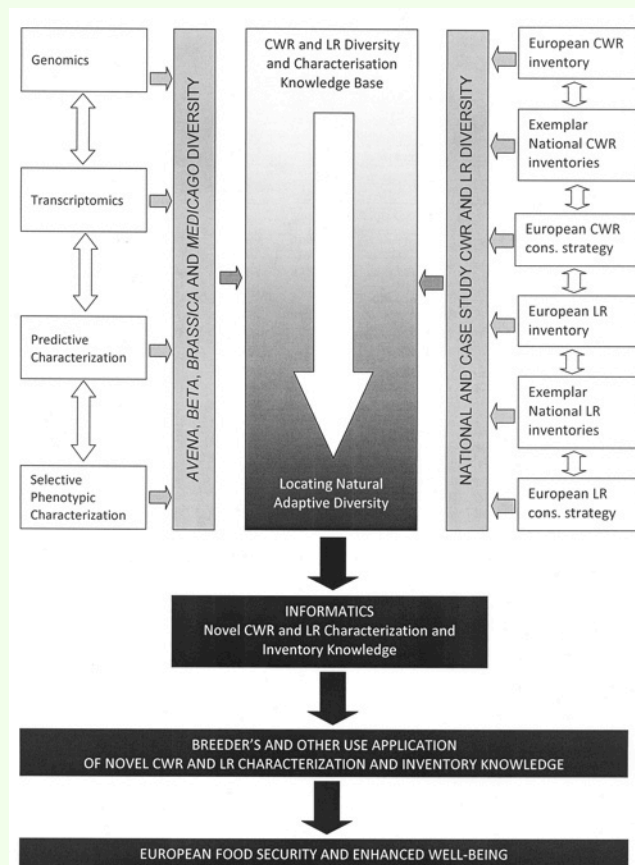 Genomics
Transcriptomics
Predictive
Characterization
Selective
Phenotypic
Characterization
AVENA, BETA, BRASSICA AND MEDICAGO DIVERSITY
CWR and LR Diversity
and Characterisation
Knowledge Base
Locating Natural
Adaptive Diversity
NATIONAL AND CASE STUDY CWR AND LR DIVERSITY
European CWR
inventory
Exemplar
National CWR
inventories
European CWR
cons. strategy
European LR
inventory
Exemplar
National LR
inventories
European LR
cons. strategy
INFORMATICS
Novel CWR and LR Characterization and
Inventory Knowledge
BREEDER'S AND OTHER USE APPLICATION
OF NOVEL CWR AND LR CHARACTERIZATION AND INVENTORY KNOWLEDGE
EUROPEAN FOOD SECURITY AND ENHANCED WELL-BEING